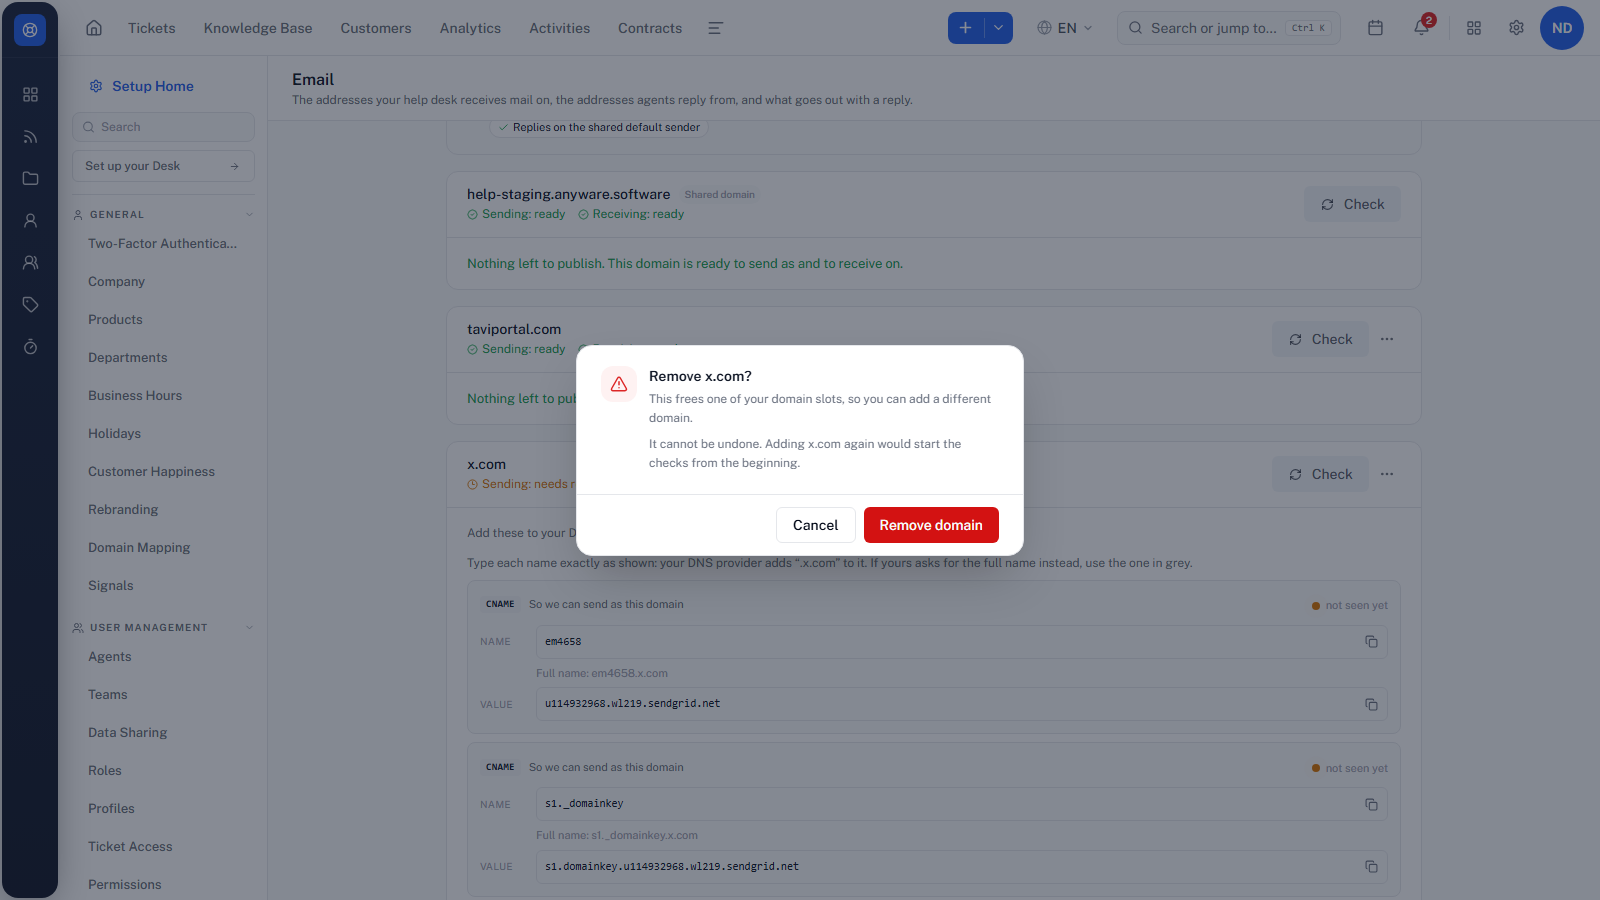 Tickets
Knowledge Base
Customers
Analytics
Activities
Contracts
EN
Search or jump to...
Ctrl K
2
ND
Setup Home
Search
Set up your Desk
GENERAL
Two-Factor Authentica...
Company
Products
Departments
Business Hours
Holidays
Customer Happiness
Rebranding
Domain Mapping
Signals
USER MANAGEMENT
Agents
Teams
Data Sharing
Roles
Profiles
Ticket Access
Permissions
Email
The addresses your help desk receives mail on, the addresses agents reply from, and what goes out with a reply.
Replies on the shared default sender
help-staging.anyware.software Shared domain
Sending: ready Receiving: ready
Check
Nothing left to publish. This domain is ready to send as and to receive on.
taviportal.com
Sending: ready
Check
Nothing left to pub
x.com
Sending: needs r
Check
Remove x.com?
This frees one of your domain slots, so you can add a different
domain.
It cannot be undone. Adding x.com again would start the
checks from the beginning.
Cancel
Remove domain
Add these to your D
Type each name exactly as shown: your DNS provider adds “.x.com” to it. If yours asks for the full name instead, use the one in grey.
CNAME So we can send as this domain
not seen yet
NAME
em4658
Full name: em4658.x.com
VALUE
u114932968.wl219.sendgrid.net
CNAME So we can send as this domain
not seen yet
NAME
s1._domainkey
Full name: s1._domainkey.x.com
VALUE
s1.domainkey.u114932968.wl219.sendgrid.net